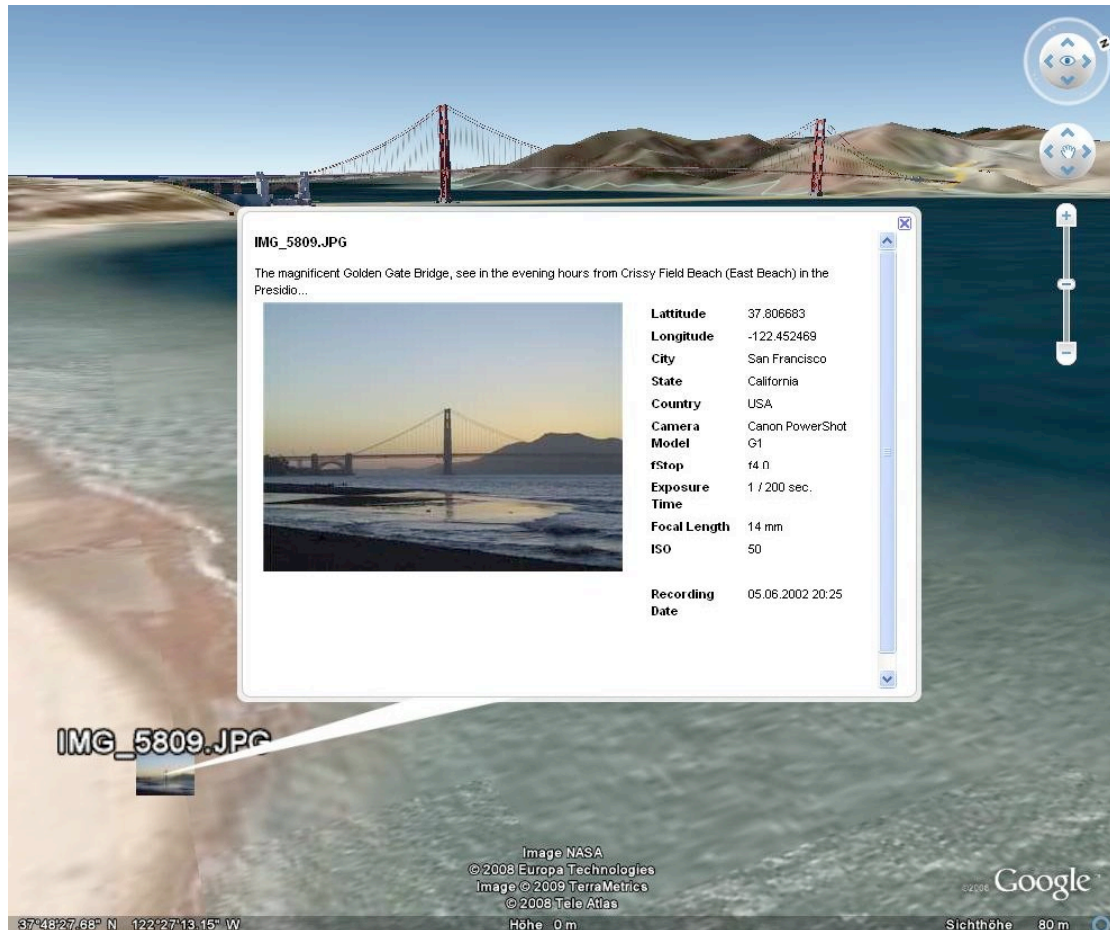 IMG_5809.JPG
The magnificent Golden Gate Bridge, see in the evening hours from Crissy Field Beach (East Beach) in the
Presidio...
Lattitude 37.806683
Longitude -122.452469
City San Francisco
State California
Country USA
Camera Canon PowerShot
Model G1
fStop f4.0
Exposure 1 / 200 sec.
Time
Focal Length 14 mm
ISO 50
Recording 05.06.2002 20:25
Date
IMG_5809.JPG
Image NASA
© 2008 Europa Technologies
Image © 2009 TerraMetrics
© 2008 Tele Atlas
©2008 Google
37°48'27.68" N 122°27'13.15" W Höhe 0 m Sichthöhe 80 m